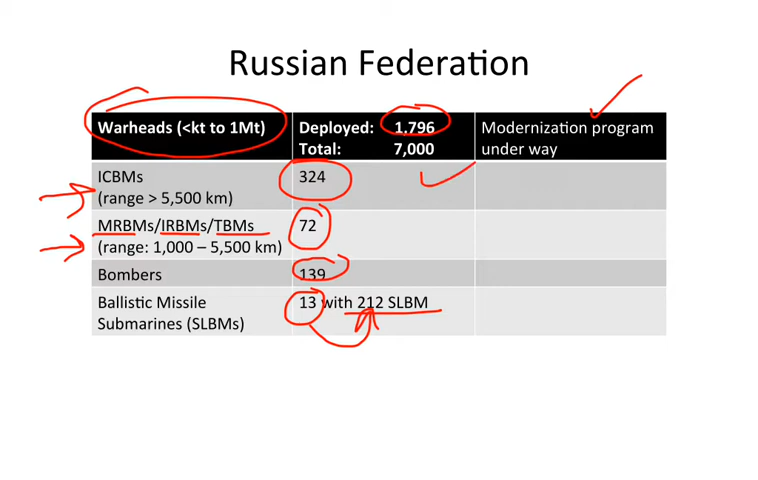 Russian Federation
Warheads (<kt to 1Mt) Deployed: 1,796 Modernization program
Total: 7,000 under way
ICBMs 324
(range > 5,500 km)
MRBMs/IRBMs/TBMs 72
(range: 1,000 – 5,500 km)
Bombers 139
Ballistic Missile 13 with 212 SLBM
Submarines (SLBMs)